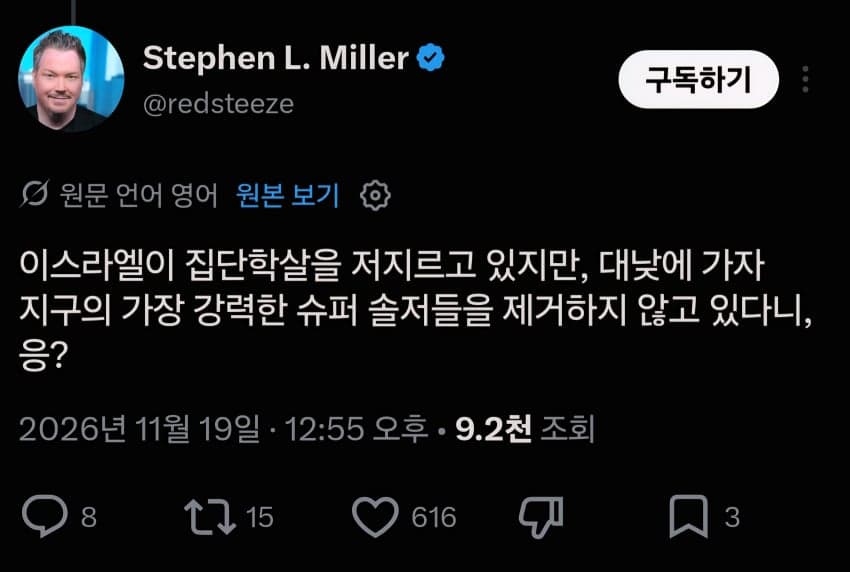 Stephen L. Miller
@redsteeze
구독하기
원문 언어 영어 원본 보기
이스라엘이 집단학살을 저지르고 있지만, 대낮에 가자
지구의 가장 강력한 슈퍼 솔저들을 제거하지 않고 있다니,
응?
2026년 11월 19일 · 12:55 오후 · 9.2천 조회
8 15 616 3